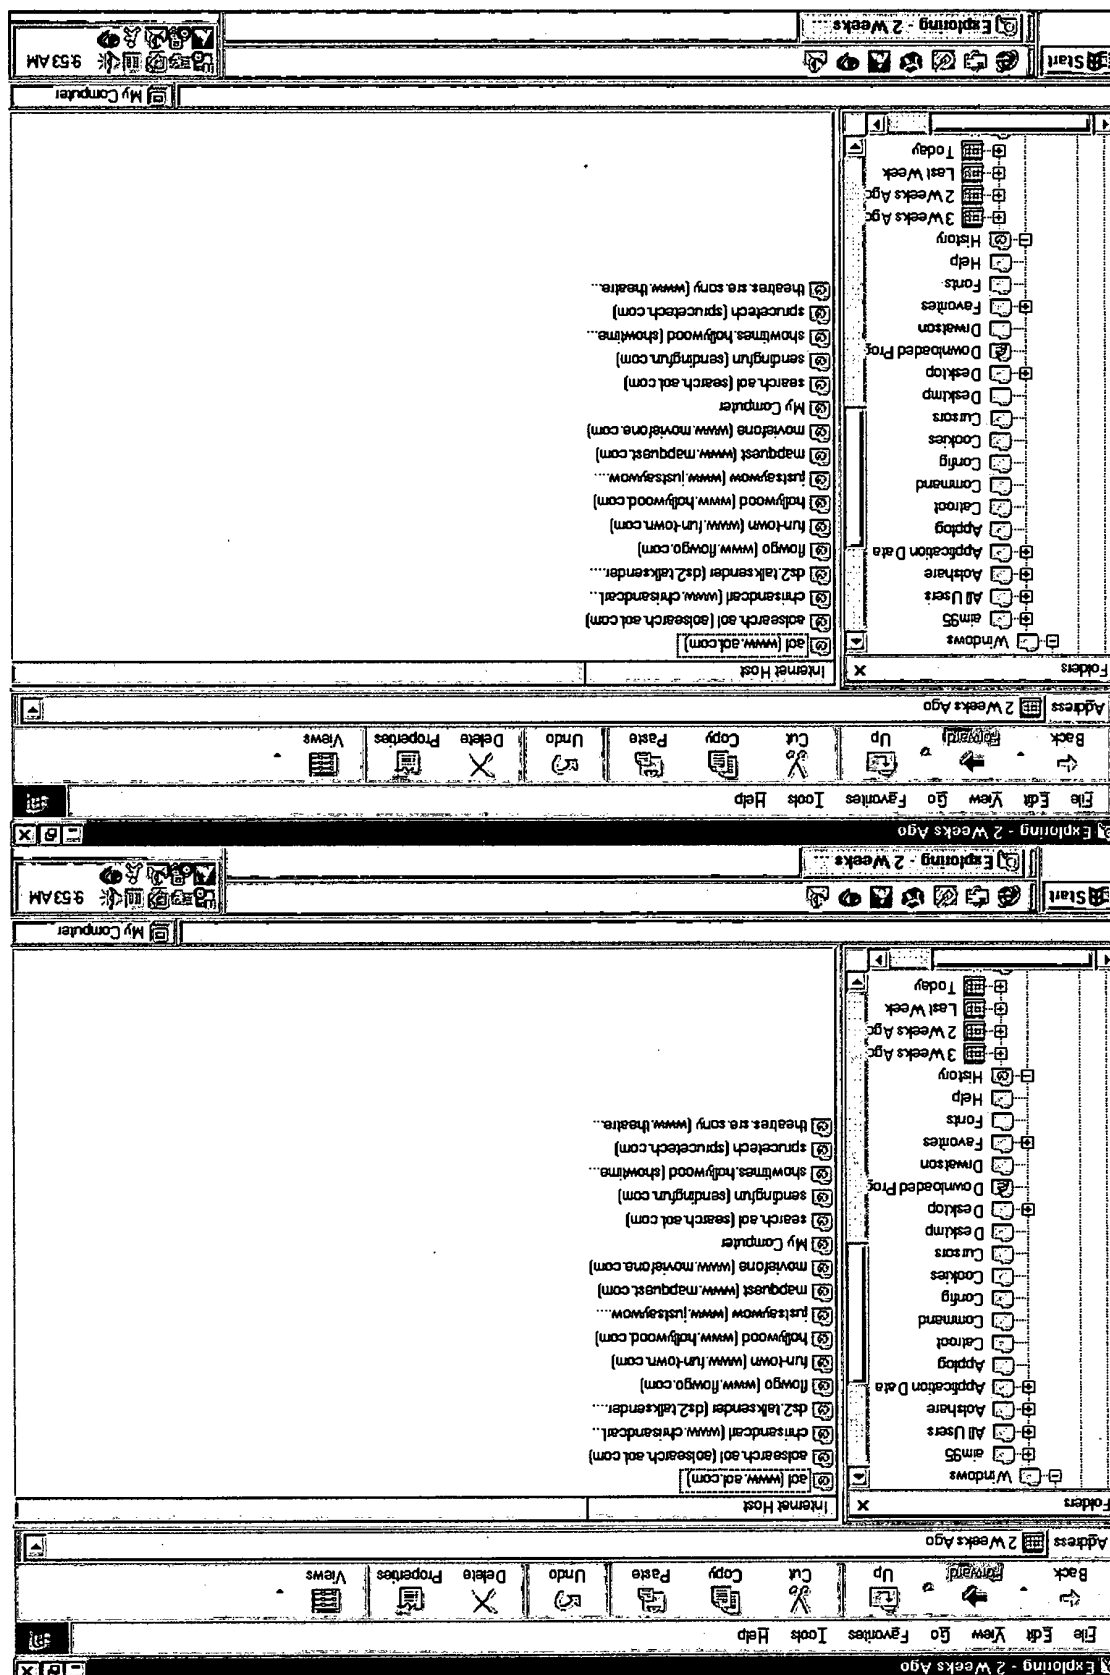 Exploring - 2 Weeks Ago
File Edit View Go Favorites Tools Help
Back Forward Up Cut Copy Paste Undo Delete Properties Views
Address 2 Weeks Ago
Folders x
Windows
aim95
All Users
Aolshare
Application Data
Applog
Catroot
Command
Config
Cookies
Cursors
Deskimp
Desktop
Downloaded Prog
Drwatson
Favorites
Fonts
Help
History
3 Weeks Ago
2 Weeks Ago
Last Week
Today
Internet Host
aol (www.aol.com)
aolsearch.aol (aolsearch.aol.com)
chrisandcarl (www.chrisandcarl...
ds2.talksender (ds2.talksender....
flowgo (www.flowgo.com)
fun-town (www.fun-town.com)
hollywood (www.hollywood.com)
justsaywow (www.justsaywow....
mapquest (www.mapquest.com)
moviefone (www.moviefone.com)
My Computer
search.aol (search.aol.com)
sendingfun (sendingfun.com)
showtimes.hollywood (showtime...
sprucetech (sprucetech.com)
theatres.sre.sony (www.theatre...
My Computer
Start 9:53 AM
Exploring - 2 Weeks ...
Exploring - 2 Weeks Ago
File Edit View Go Favorites Tools Help
Back Forward Up Cut Copy Paste Undo Delete Properties Views
Address 2 Weeks Ago
Folders x
Windows
aim95
All Users
Aolshare
Application Data
Applog
Catroot
Command
Config
Cookies
Cursors
Deskimp
Desktop
Downloaded Prog
Drwatson
Favorites
Fonts
Help
History
3 Weeks Ago
2 Weeks Ago
Last Week
Today
Internet Host
aol (www.aol.com)
aolsearch.aol (aolsearch.aol.com)
chrisandcarl (www.chrisandcarl...
ds2.talksender (ds2.talksender....
flowgo (www.flowgo.com)
fun-town (www.fun-town.com)
hollywood (www.hollywood.com)
justsaywow (www.justsaywow....
mapquest (www.mapquest.com)
moviefone (www.moviefone.com)
My Computer
search.aol (search.aol.com)
sendingfun (sendingfun.com)
showtimes.hollywood (showtime...
sprucetech (sprucetech.com)
theatres.sre.sony (www.theatre...
My Computer
Start 9:53 AM
Exploring - 2 Weeks ...